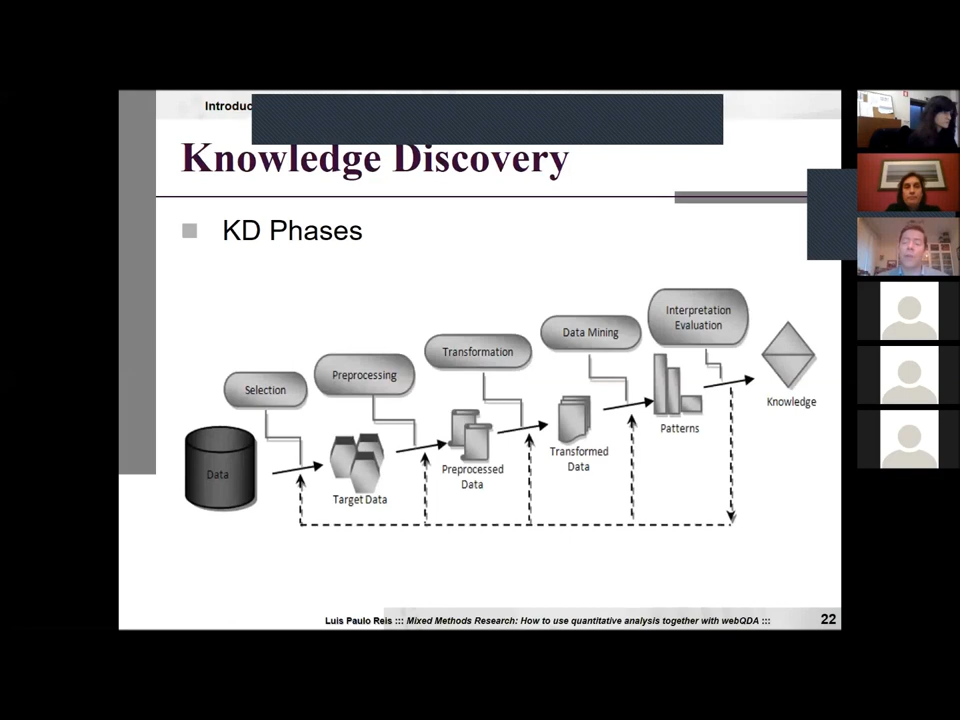 Introduc
Knowledge Discovery
KD Phases
Interpretation
Evaluation
Data Mining
Transformation
Preprocessing
Selection
Knowledge
Patterns
Transformed
Data
Preprocessed
Data
Data
Target Data
Luis Paulo Reis ::: Mixed Methods Research: How to use quantitative analysis together with webQDA :::
22